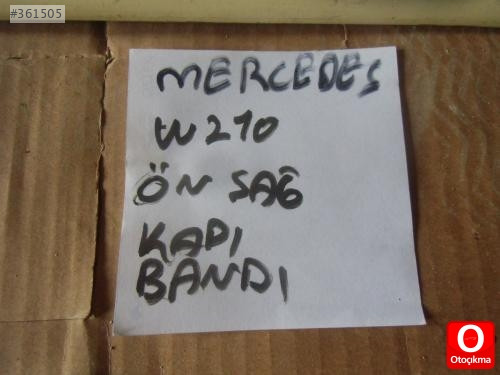 #361505
MERCEDES
W210
ÖN SAĞ
KAPI
BANDI
O
Otoçıkma